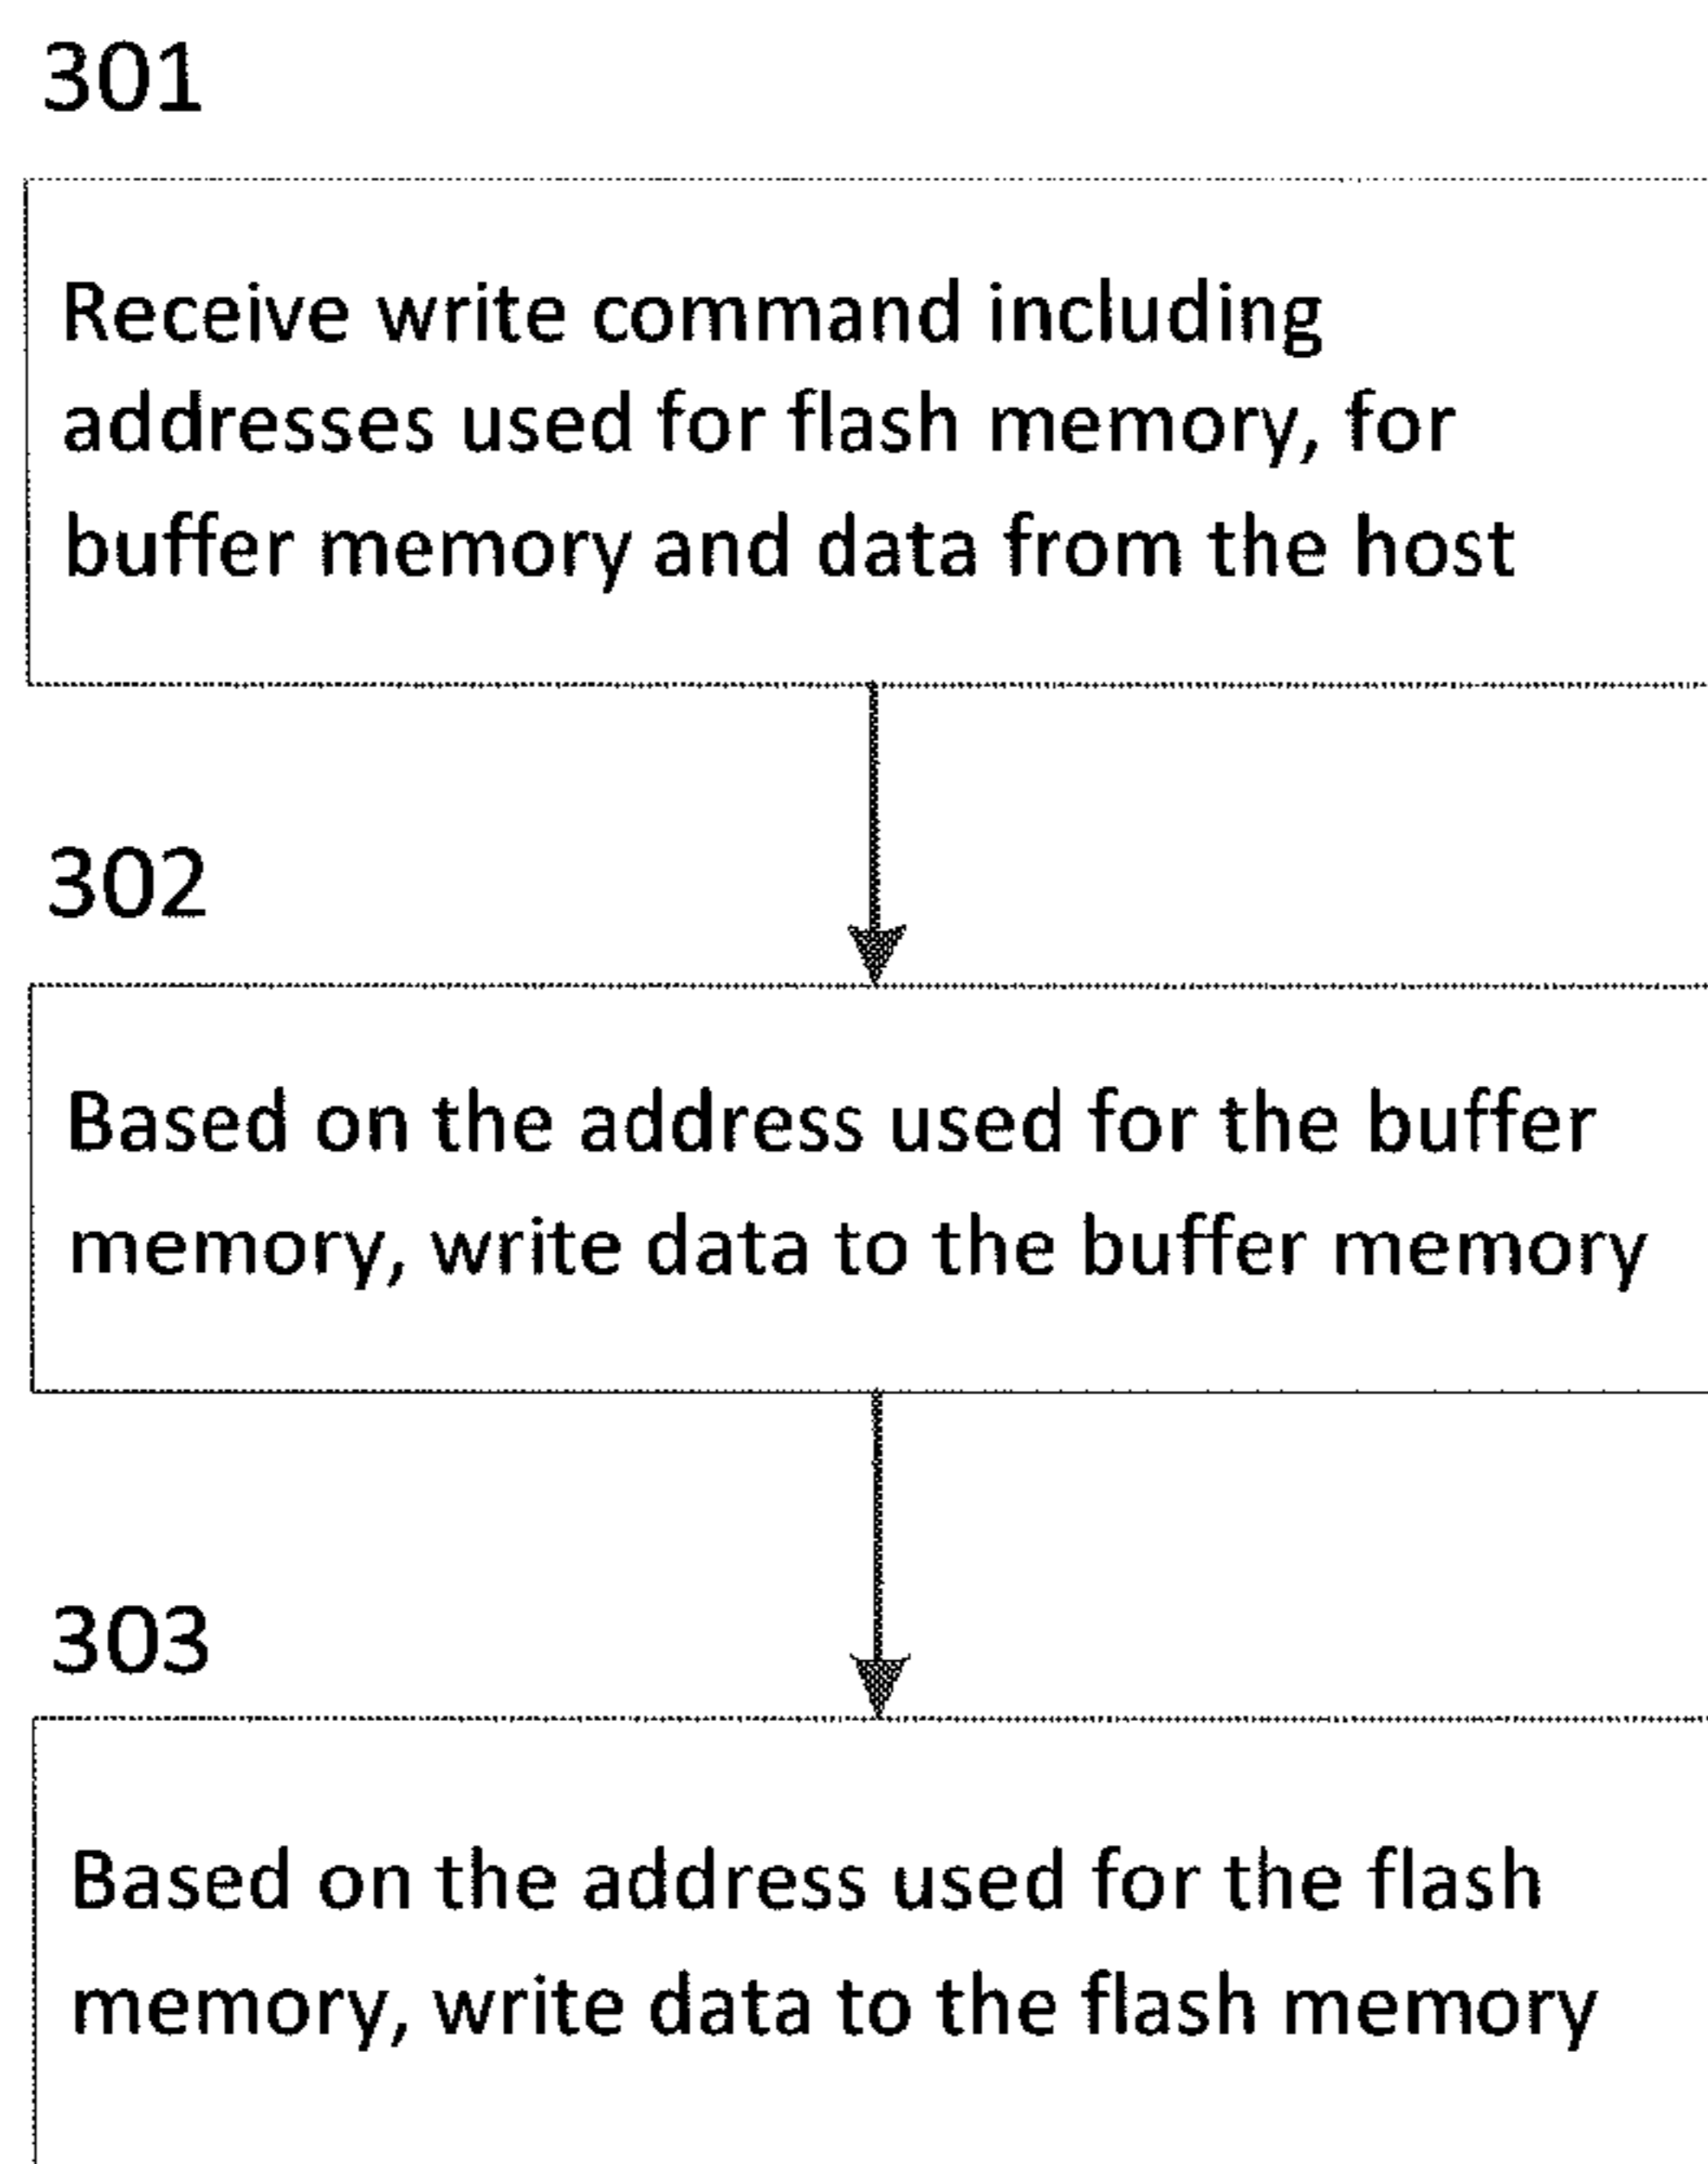 301
Receive write command including
addresses used for flash memory, for
buffer memory and data from the host
302
Based on the address used for the buffer
memory, write data to the buffer memory
303
Based on the address used for the flash
memory, write data to the flash memory